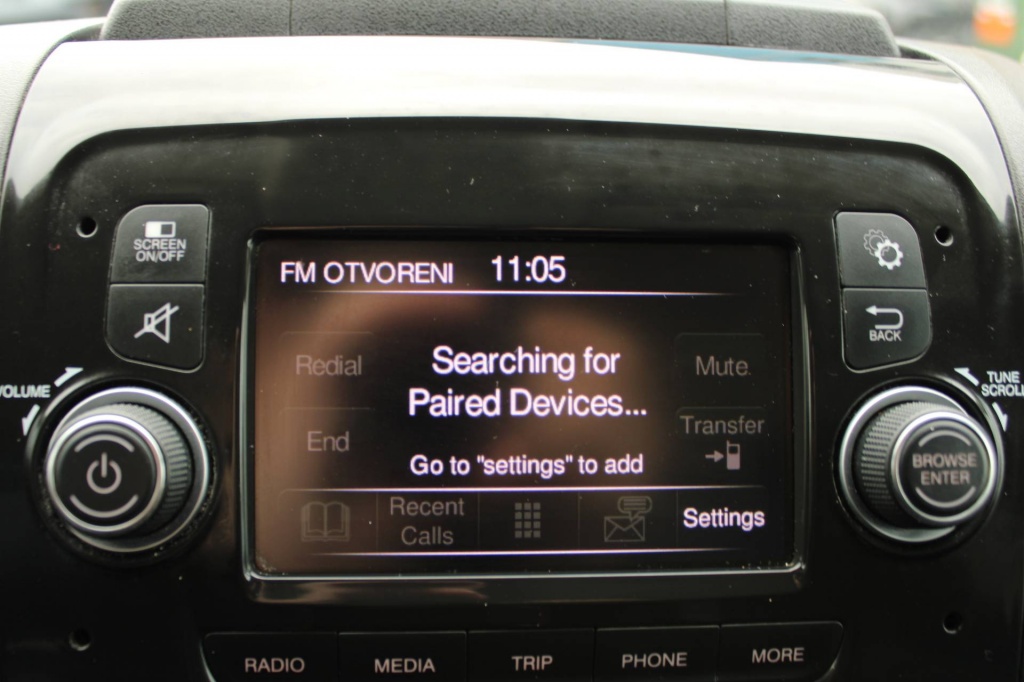 SCREEN
ON/OFF
FM OTVORENI 11:05
Redial
Searching for
Paired Devices...
Mute
End
Transfer
Go to "settings" to add
Recent
Calls
Settings
VOLUME
TUNE
SCROLL
BACK
BROWSE
ENTER
RADIO
MEDIA
TRIP
PHONE
MORE